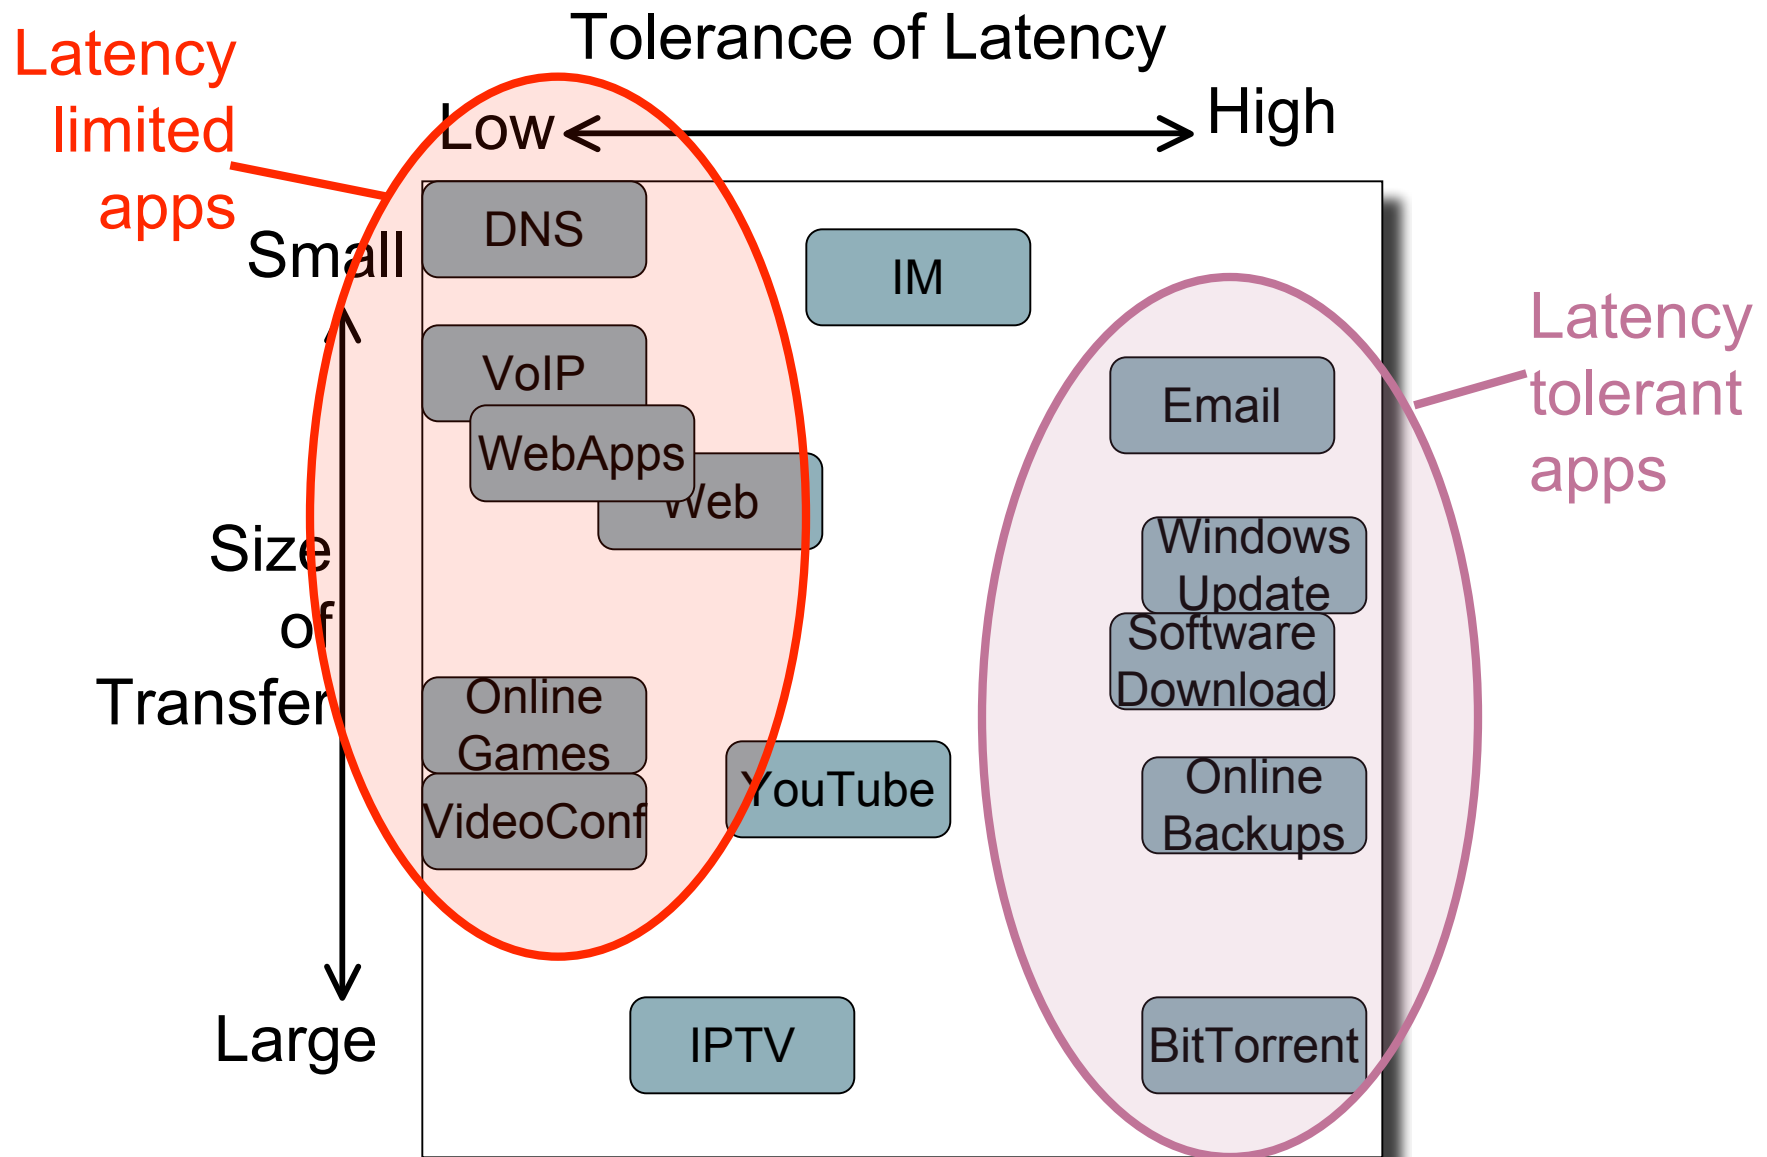 Tolerance of Latency
Latency
limited
apps
Low
High
Small
DNS
IM
VoIP
Latency
tolerant
apps
Email
WebApps
Web
Size
of
Transfer
Windows
Update
Software
Download
Online
Games
VideoConf
YouTube
Online
Backups
Large
IPTV
BitTorrent